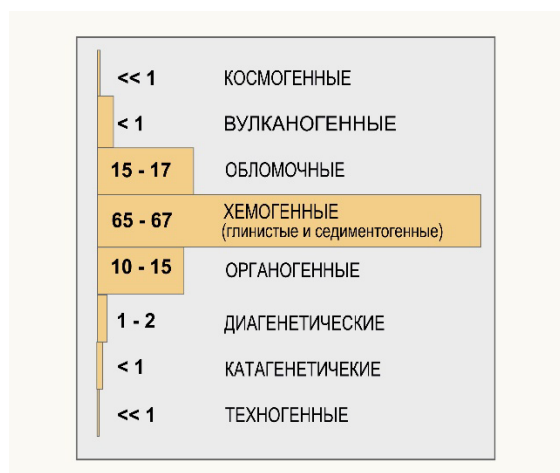 << 1 КОСМОГЕННЫЕ
< 1 ВУЛКАНОГЕННЫЕ
15 - 17 ОБЛОМОЧНЫЕ
65 - 67 ХЕМОГЕННЫЕ
(глинистые и седиментогенные)
10 - 15 ОРГАНОГЕННЫЕ
1 - 2 ДИАГЕНЕТИЧЕСКИЕ
< 1 КАТАГЕНЕТИЧЕКИЕ
<< 1 ТЕХНОГЕННЫЕ